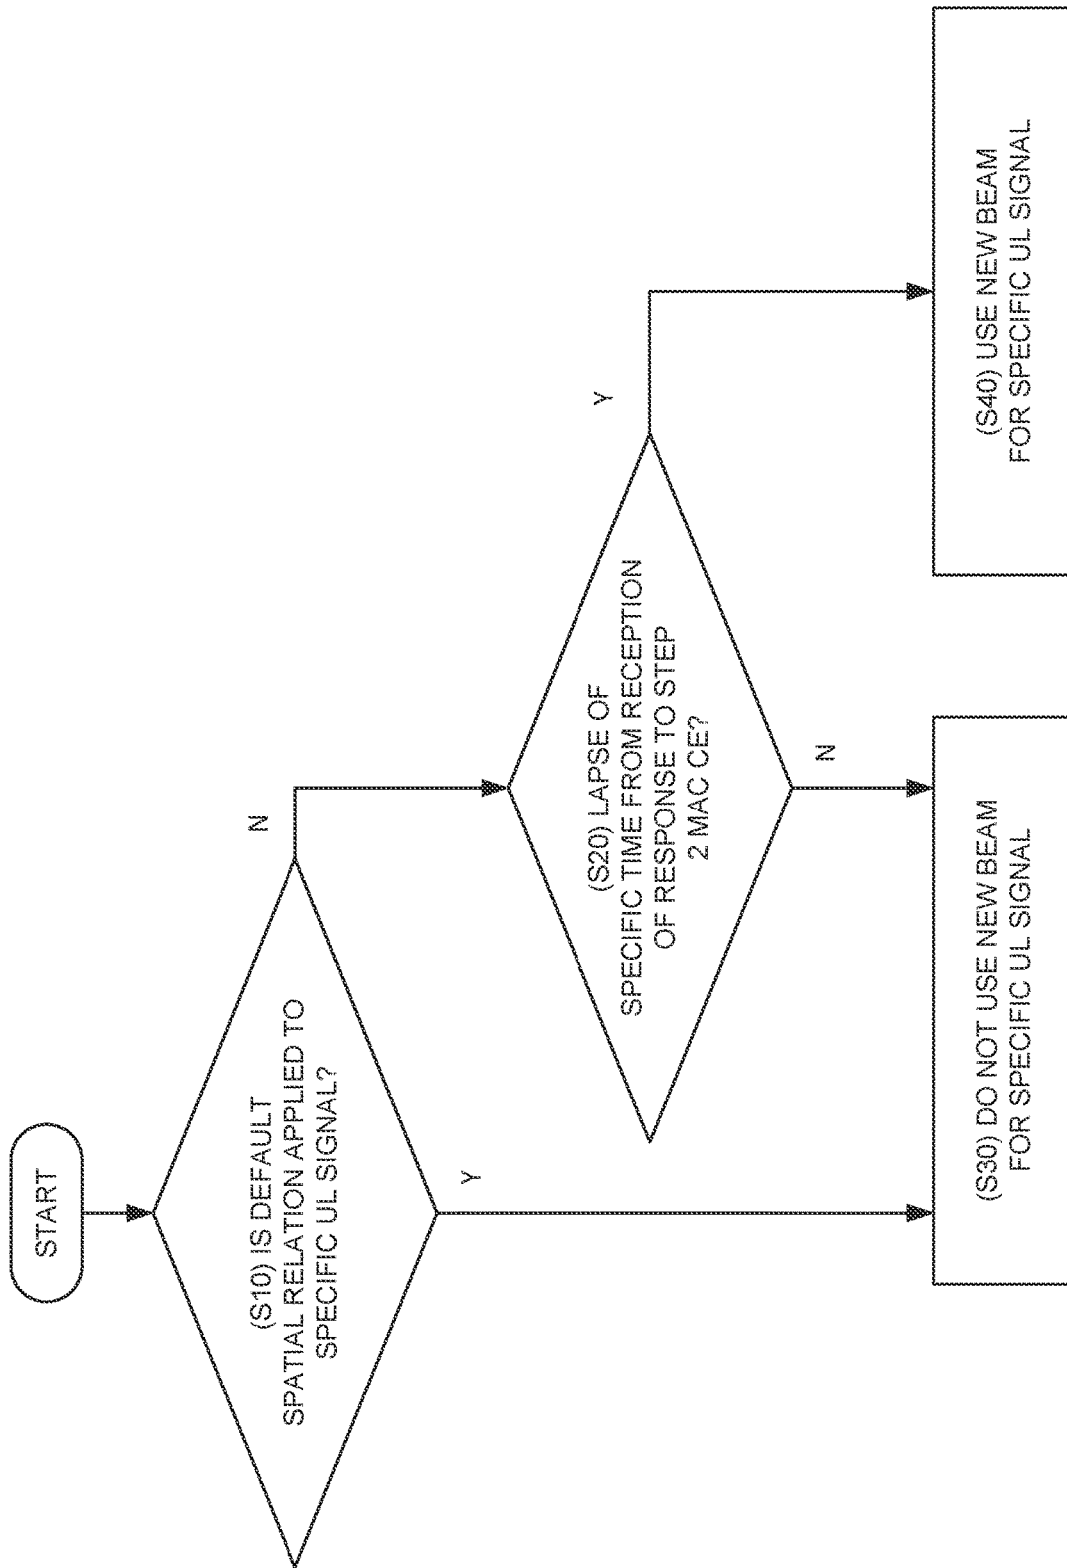 START
(S10) IS DEFAULT
SPATIAL RELATION APPLIED TO
SPECIFIC UL SIGNAL?
N
Y
(S20) LAPSE OF
SPECIFIC TIME FROM RECEPTION
OF RESPONSE TO STEP
2 MAC CE?
Y
N
(S30) DO NOT USE NEW BEAM
FOR SPECIFIC UL SIGNAL
(S40) USE NEW BEAM
FOR SPECIFIC UL SIGNAL